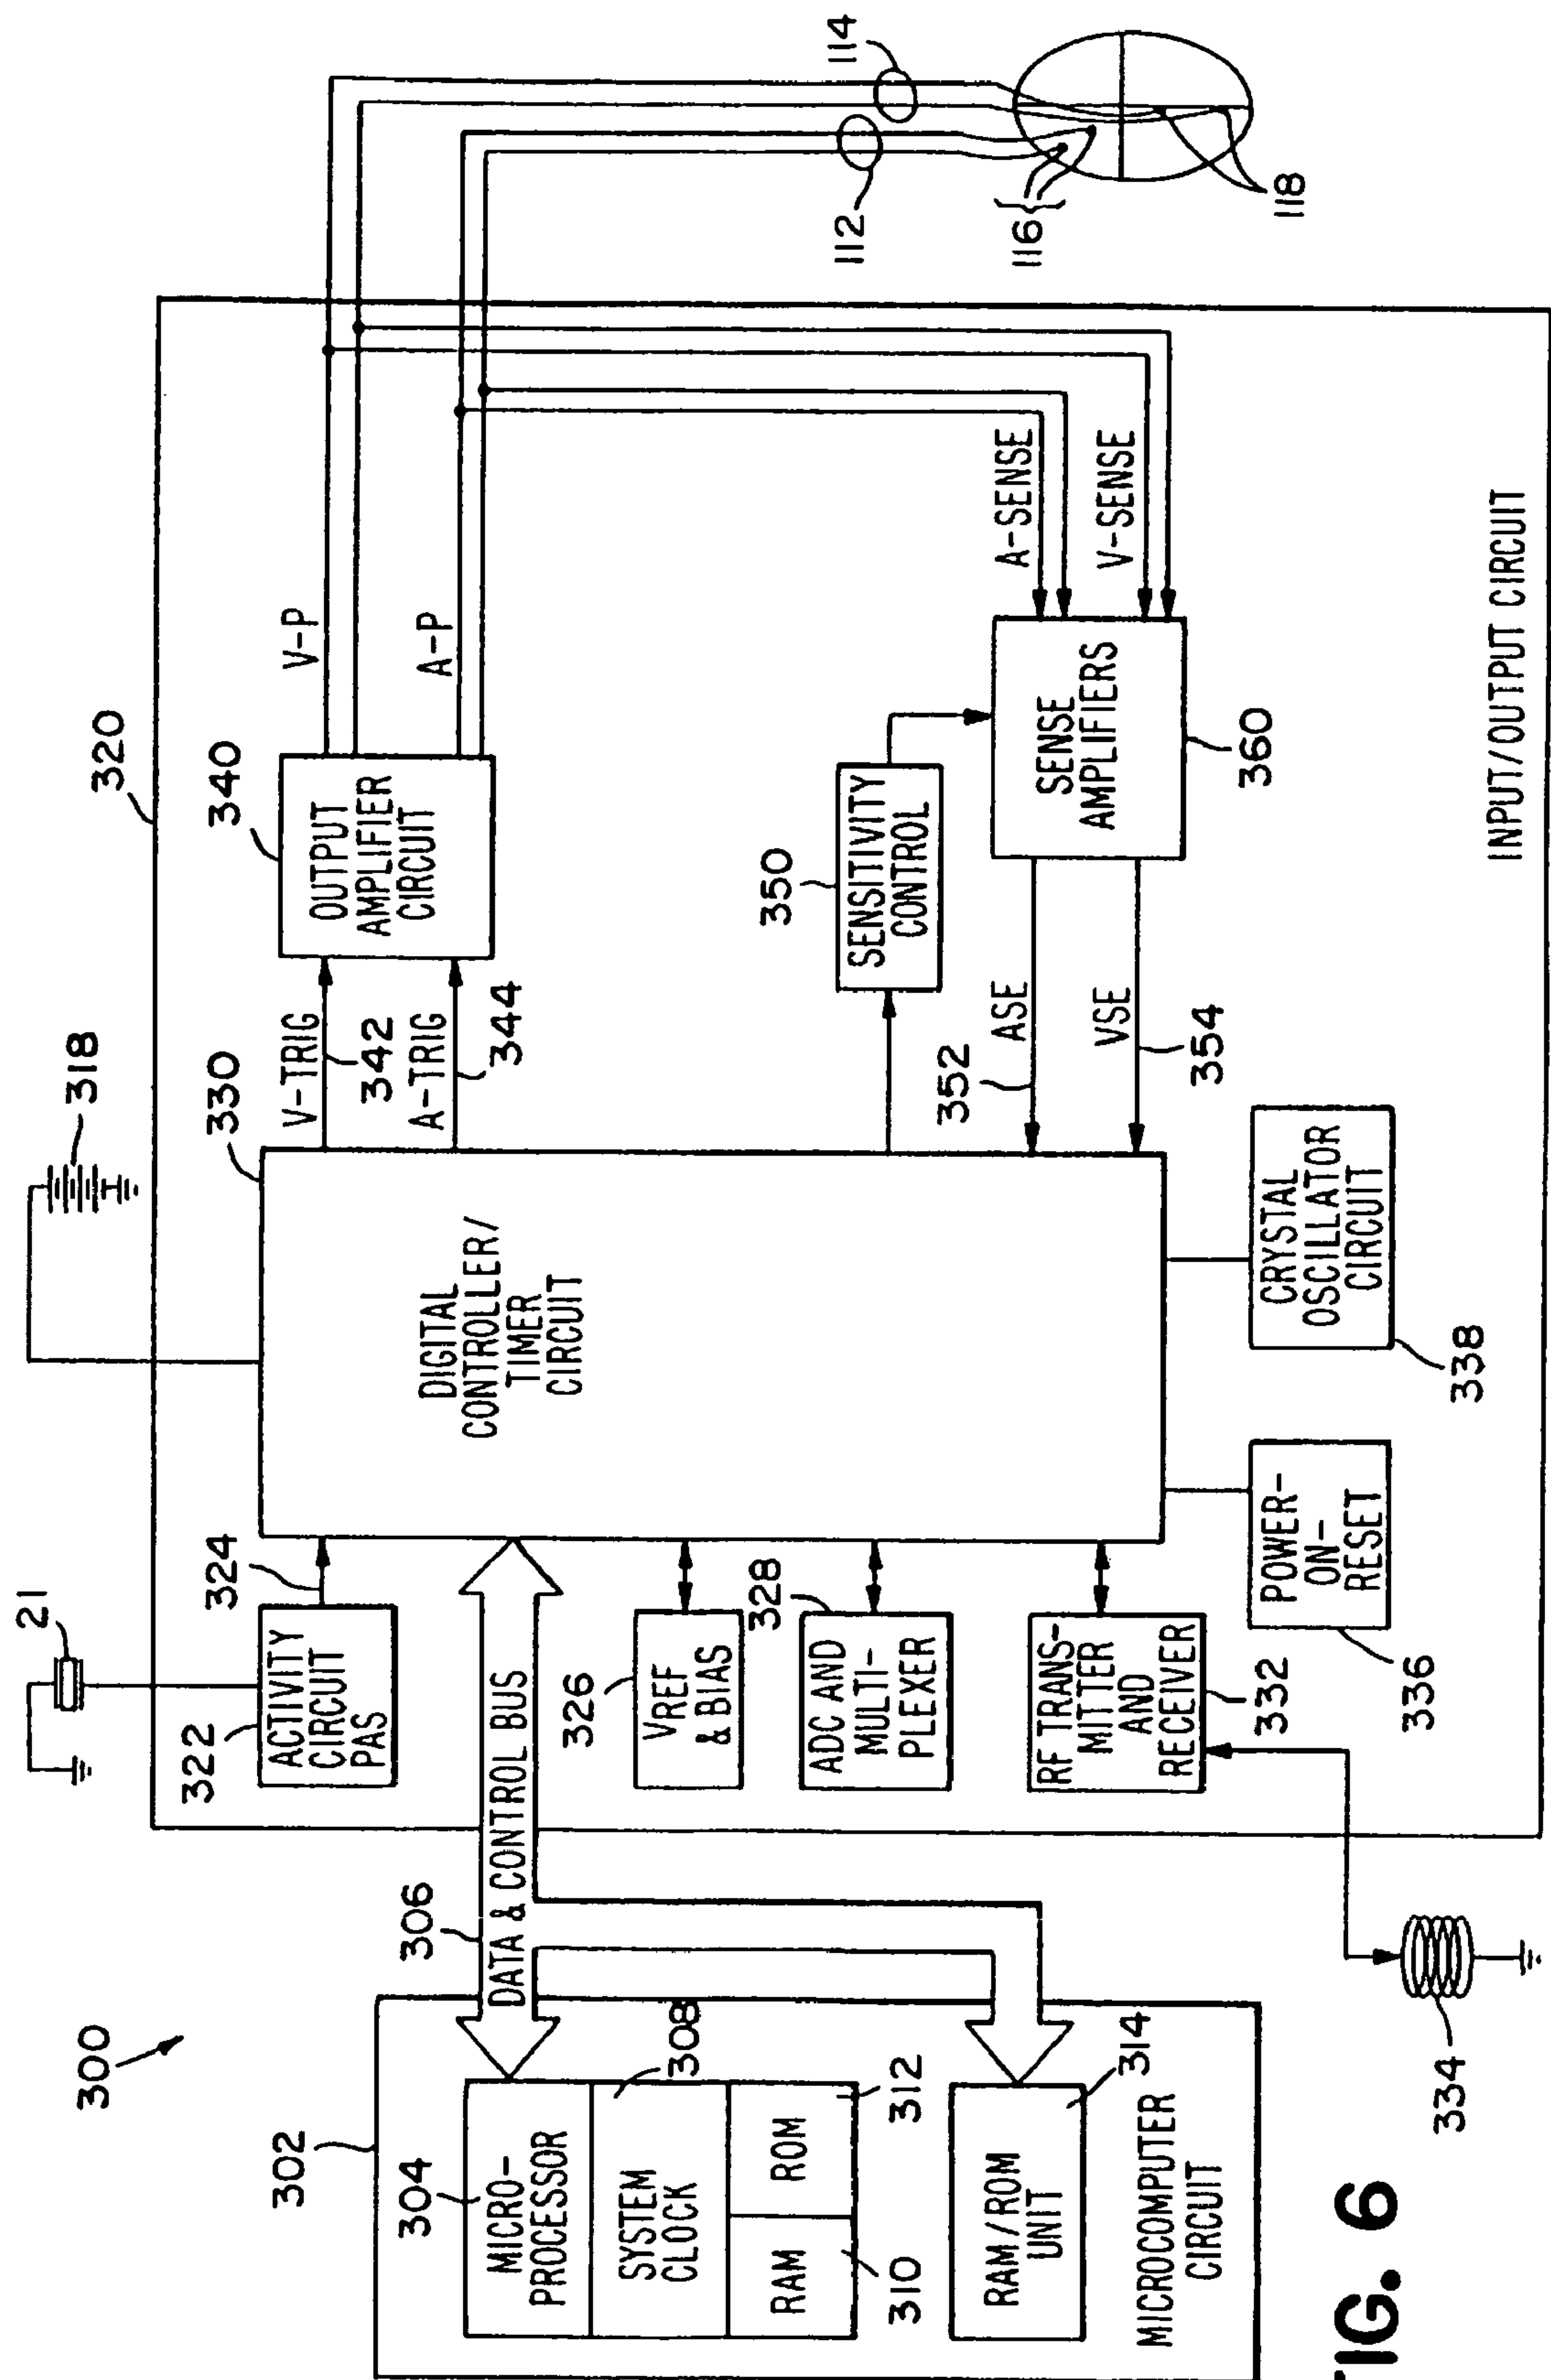 300
302
304
MICRO-
PROCESSOR
SYSTEM
CLOCK
308
RAM
ROM
310
312
RAM/ROM
UNIT
314
MICROCOMPUTER
CIRCUIT
306
DATA & CONTROL BUS
21
322
ACTIVITY
CIRCUIT
PAS
324
326
VREF
& BIAS
328
ADC AND
MULTI-
PLEXER
RF TRANS-
MITTER
AND
RECEIVER
332
334
336
POWER-
ON-
RESET
338
CRYSTAL
OSCILLATOR
CIRCUIT
318
320
330
DIGITAL
CONTROLLER/
TIMER
CIRCUIT
V-TRIG
342
A-TRIG
344
340
OUTPUT
AMPLIFIER
CIRCUIT
V-P
A-P
350
SENSITIVITY
CONTROL
352
ASE
VSE
354
SENSE
AMPLIFIERS
360
A-SENSE
V-SENSE
INPUT/OUTPUT CIRCUIT
112
114
116
118
FIG. 6